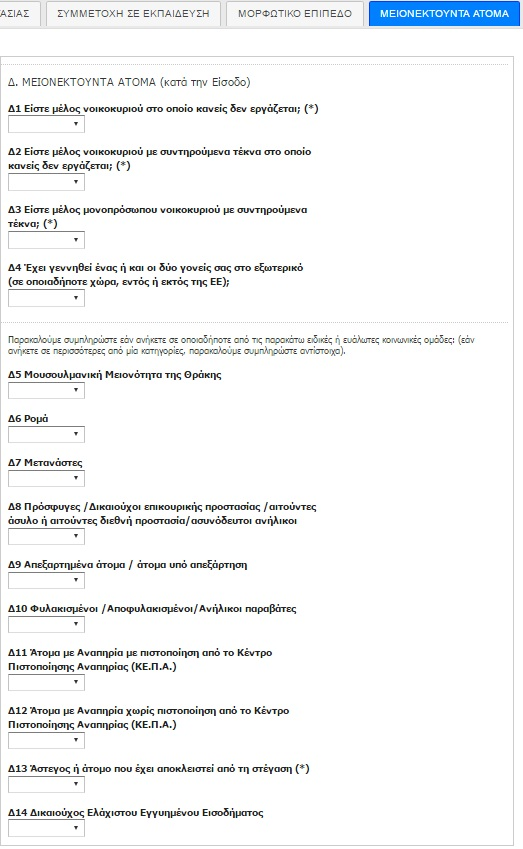 ΑΣΙΑΣ ΣΥΜΜΕΤΟΧΗ ΣΕ ΕΚΠΑΙΔΕΥΣΗ ΜΟΡΦΩΤΙΚΟ ΕΠΙΠΕΔΟ ΜΕΙΟΝΕΚΤΟΥΝΤΑ ΑΤΟΜΑ
Δ. ΜΕΙΟΝΕΚΤΟΥΝΤΑ ΑΤΟΜΑ (κατά την Είσοδο)
Δ1 Είστε μέλος νοικοκυριού στο οποίο κανείς δεν εργάζεται; (*)
Δ2 Είστε μέλος νοικοκυριού με συντηρούμενα τέκνα στο οποίο
κανείς δεν εργάζεται; (*)
Δ3 Είστε μέλος μονοπρόσωπου νοικοκυριού με συντηρούμενα
τέκνα; (*)
Δ4 Έχει γεννηθεί ένας ή και οι δύο γονείς σας στο εξωτερικό
(σε οποιαδήποτε χώρα, εντός ή εκτός της ΕΕ);
Παρακαλούμε συμπληρώστε εάν ανήκετε σε οποιαδήποτε από τις παρακάτω ειδικές ή ευάλωτες κοινωνικές ομάδες: (εάν
ανήκετε σε περισσότερες από μία κατηγορίες, παρακαλούμε συμπληρώστε αντίστοιχα).
Δ5 Μουσουλμανική Μειονότητα της Θράκης
Δ6 Ρομά
Δ7 Μετανάστες
Δ8 Πρόσφυγες /Δικαιούχοι επικουρικής προστασίας /αιτούντες
άσυλο ή αιτούντες διεθνή προστασία/ασυνόδευτοι ανήλικοι
Δ9 Απεξαρτημένα άτομα / άτομα υπό απεξάρτηση
Δ10 Φυλακισμένοι /Αποφυλακισμένοι/Ανήλικοι παραβάτες
Δ11 Άτομα με Αναπηρία με πιστοποίηση από το Κέντρο
Πιστοποίησης Αναπηρίας (ΚΕ.Π.Α.)
Δ12 Άτομα με Αναπηρία χωρίς πιστοποίηση από το Κέντρο
Πιστοποίησης Αναπηρίας (ΚΕ.Π.Α.)
Δ13 Άστεγος ή άτομο που έχει αποκλειστεί από τη στέγαση (*)
Δ14 Δικαιούχος Ελάχιστου Εγγυημένου Εισοδήματος